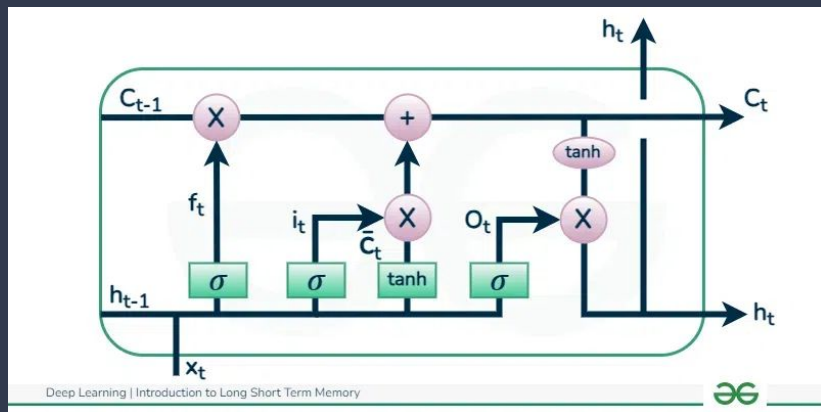 hₜ
Cₜ₋₁ X + Cₜ
tanh
fₜ iₜ X Oₜ X
C̄ₜ
σ σ tanh σ
hₜ₋₁ hₜ
xₜ
Deep Learning | Introduction to Long Short Term Memory